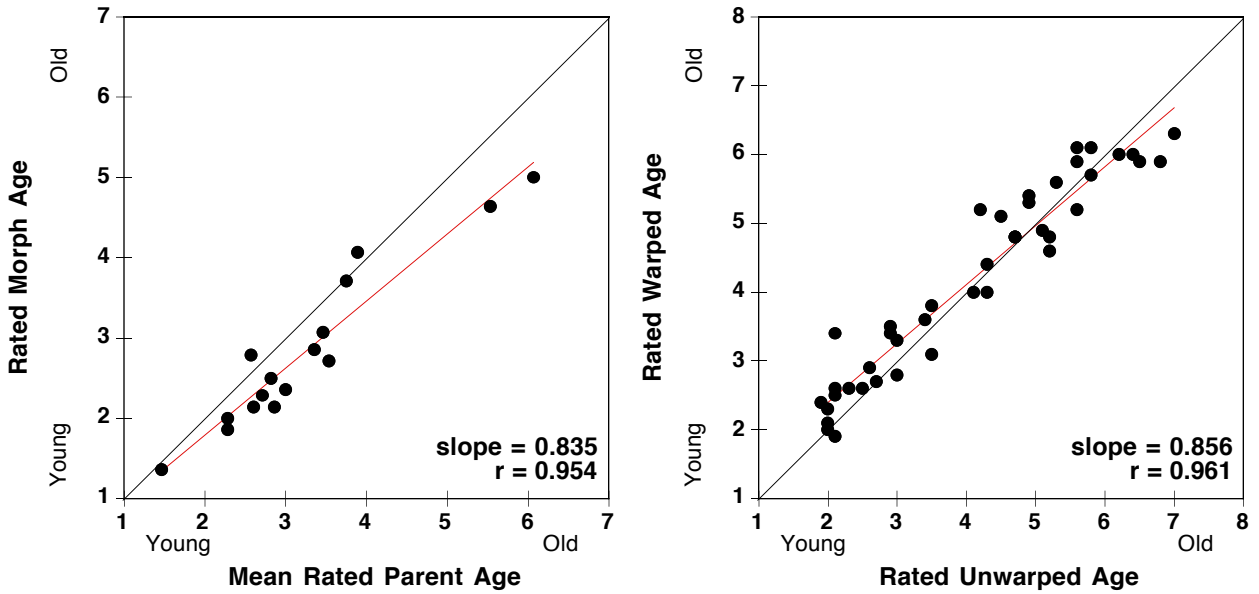 7
6
5
4
3
2
1
Old
Young
Rated Morph Age
slope = 0.835
r = 0.954
1 2 3 4 5 6 7
Young Old
Mean Rated Parent Age
8
7
6
5
4
3
2
1
Old
Young
Rated Warped Age
slope = 0.856
r = 0.961
1 2 3 4 5 6 7 8
Young Old
Rated Unwarped Age